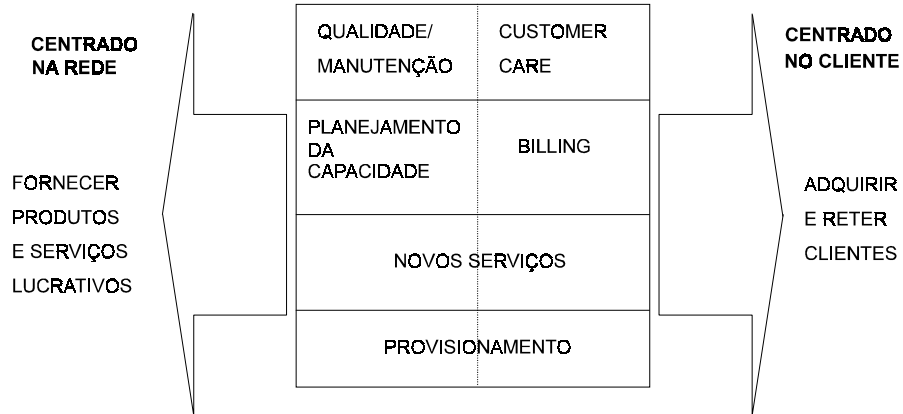 CENTRADO
NA REDE
FORNECER
PRODUTOS
E SERVIÇOS
LUCRATIVOS
QUALIDADE/
MANUTENÇÃO
CUSTOMER
CARE
PLANEJAMENTO
DA
CAPACIDADE
BILLING
NOVOS SERVIÇOS
PROVISIONAMENTO
CENTRADO
NO CLIENTE
ADQUIRIR
E RETER
CLIENTES